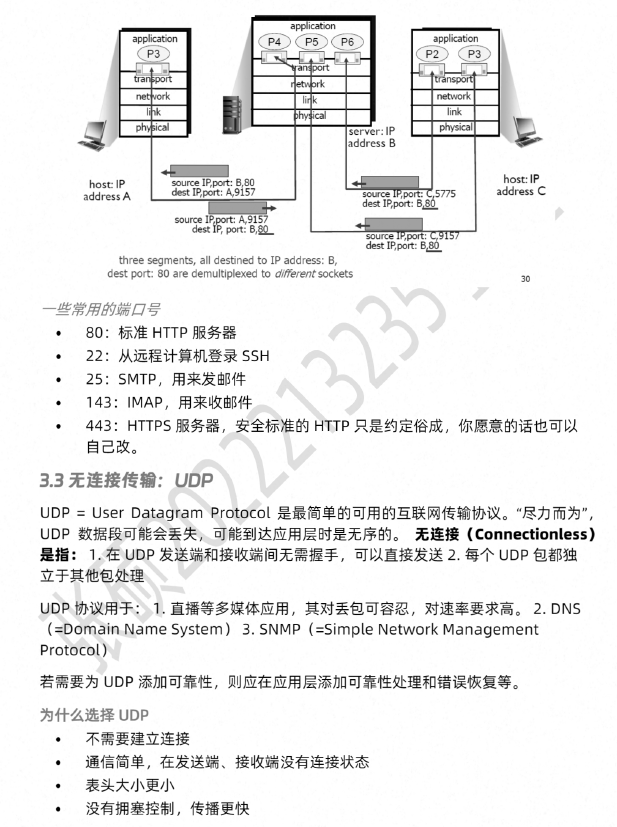 application
P3
transport
network
link
physical
host: IP
address A
application
P4 P5 P6
transport
network
link
physical
server: IP
address B
application
P2 P3
transport
network
link
physical
host: IP
address C
source IP,port: B,80
dest IP,port: A,9157
source IP,port: A,9157
dest IP, port: B,80
source IP,port: C,5775
dest IP,port: B,80
source IP,port: C,9157
dest IP,port: B,80
three segments, all destined to IP address: B,
dest port: 80 are demultiplexed to different sockets
30
一些常用的端口号
• 80：标准 HTTP 服务器
• 22：从远程计算机登录 SSH
• 25：SMTP，用来发邮件
• 143：IMAP，用来收邮件
• 443：HTTPS 服务器，安全标准的 HTTP 只是约定俗成，你愿意的话也可以
自己改。
3.3 无连接传输：UDP
UDP = User Datagram Protocol 是最简单的可用的互联网传输协议。“尽力而为”，
UDP 数据段可能会丢失，可能到达应用层时是无序的。 无连接（Connectionless）
是指： 1. 在 UDP 发送端和接收端间无需握手，可以直接发送 2. 每个 UDP 包都独
立于其他包处理
UDP 协议用于： 1. 直播等多媒体应用，其对丢包可容忍，对速率要求高。 2. DNS
（=Domain Name System） 3. SNMP（=Simple Network Management
Protocol）
若需要为 UDP 添加可靠性，则应在应用层添加可靠性处理和错误恢复等。
为什么选择 UDP
• 不需要建立连接
• 通信简单，在发送端、接收端没有连接状态
• 表头大小更小
• 没有拥塞控制，传播更快